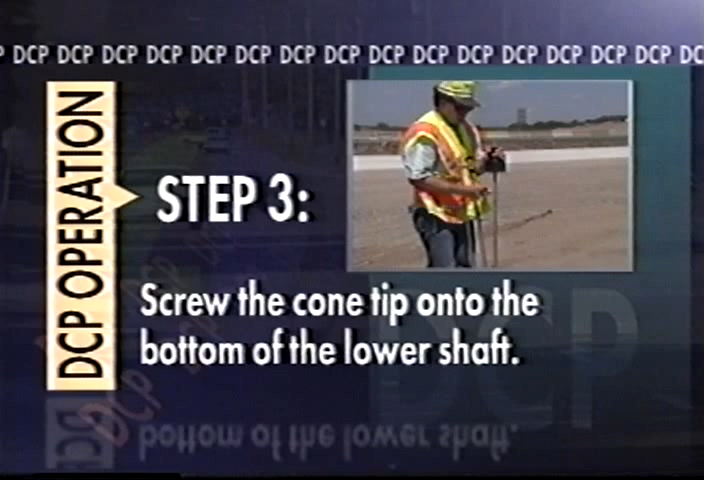 DCP DCP DCP DCP DCP DCP DCP DCP DCP DCP DCP DCP DCP DCP DCP
DCP OPERATION
STEP 3:
Screw the cone tip onto the
bottom of the lower shaft.
DCP